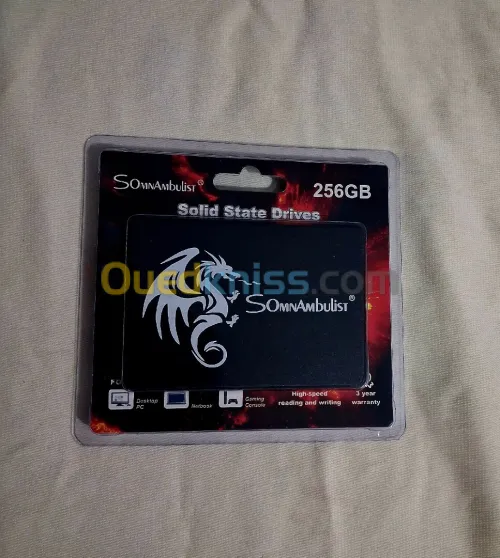 SOMNAMBULIST®
256GB
Solid State Drives
Ouedkniss.com
SOMNAMBULIST®
Desktop PC
Netbook
Gaming Console
High-speed
reading and writing
3 year
warranty